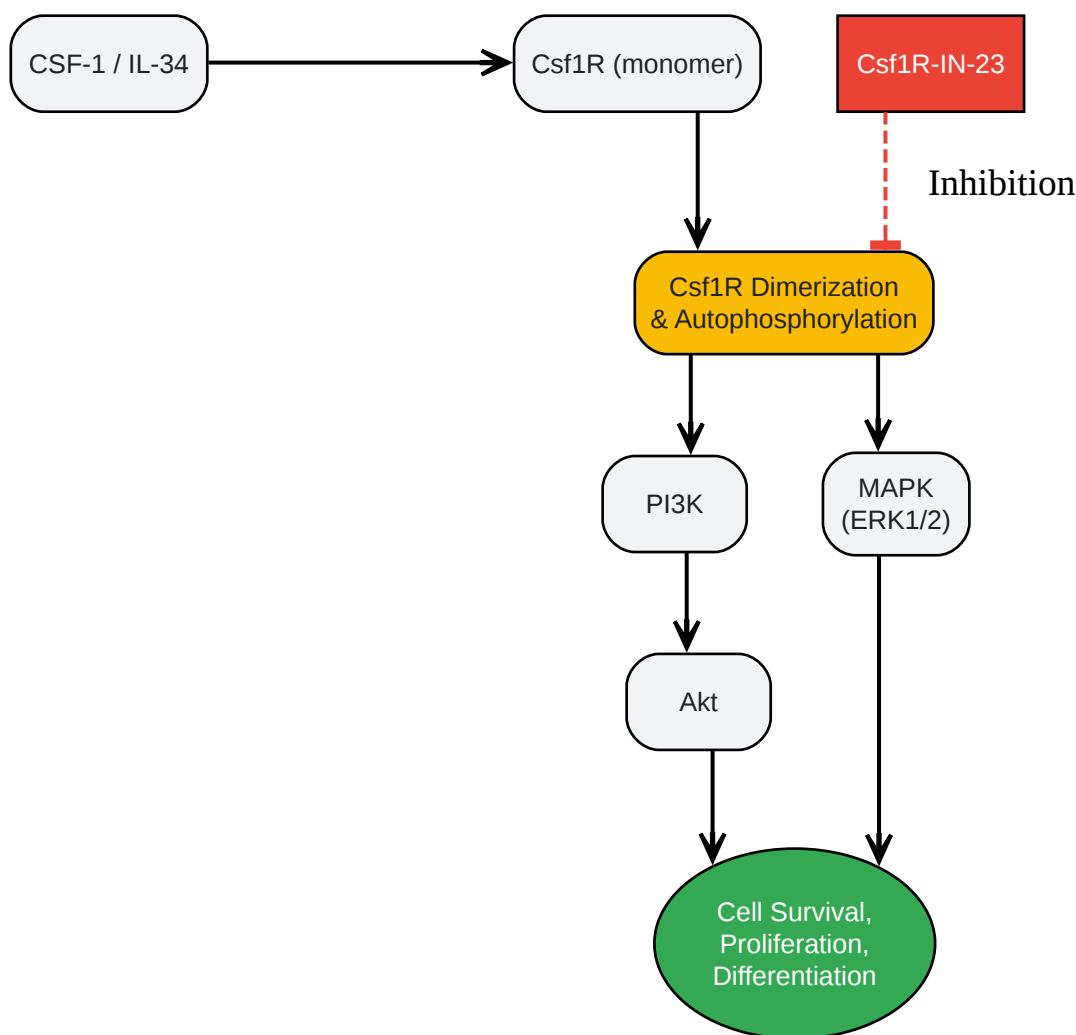 CSF-1 / IL-34
Csf1R (monomer)
Csf1R-IN-23
Inhibition
Csf1R Dimerization
& Autophosphorylation
PI3K
MAPK
(ERK1/2)
Akt
Cell Survival,
Proliferation,
Differentiation